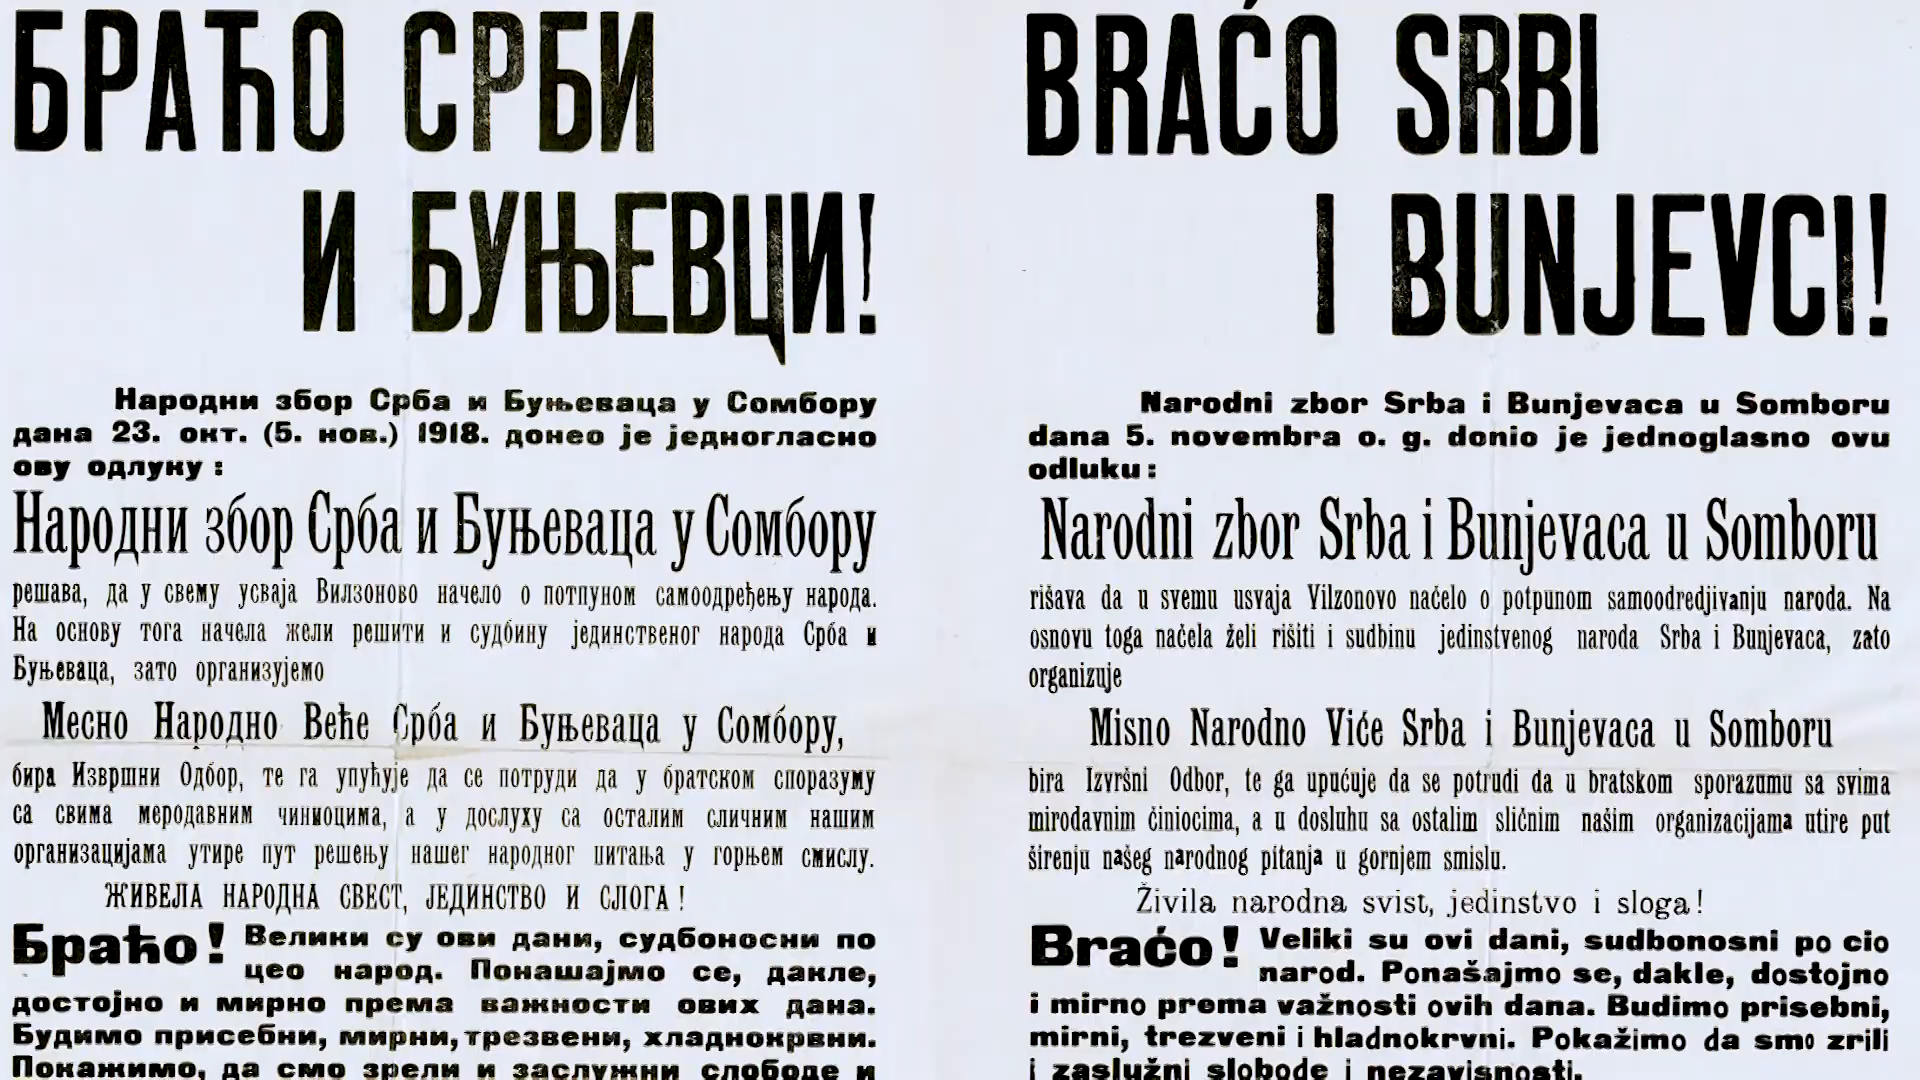 БРАЋО СРБИ
И БУЊЕВЦИ!
Народни збор Срба и Буњеваца у Сомбору
дана 23. окт. (5. нов.) 1918. донео је једногласно
ову одлуку :
Народни збор Срба и Буњеваца у Сомбору
решава, да у свему усваја Вилзоново начело о потпуном самоодређењу народа.
На основу тога начела жели решити и судбину јединственог народа Срба и
Буњеваца, зато организујемо
Месно Народно Веће Срба и Буњеваца у Сомбору,
бира Извршни Одбор, те га упућује да се потруди да у братском споразуму
са свима меродавним чиниоцима, а у дослуху са осталим сличним нашим
организацијама утире пут решењу нашег народног питања у горњем смислу.
ЖИВЕЛА НАРОДНА СВЕСТ, ЈЕДИНСТВО И СЛОГА !
Браћо! Велики су ови дани, судбоносни по
цео народ. Понашајмо се, дакле,
достојно и мирно према важности ових дана.
Будимо присебни, мирни, трезвени, хладнокрвни.
Покажимо, да смо зрели и заслужни слободе и
BRAĆO SRBI
I BUNJEVCI!
Narodni zbor Srba i Bunjevaca u Somboru
dana 5. novembra o. g. donio je jednoglasno ovu
odluku :
Narodni zbor Srba i Bunjevaca u Somboru
rišava da u svemu usvaja Vilzonovo načelo o potpunom samoodredjivanju naroda. Na
osnovu toga načela želi rišiti i sudbinu jedinstvenog naroda Srba i Bunjevaca, zato
organizuje
Misno Narodno Viće Srba i Bunjevaca u Somboru
bira Izvršni Odbor, te ga upućuje da se potrudi da u bratskom sporazumu sa svima
mirodavnim činiocima, a u dosluhu sa ostalim sličnim našim organizacijama utire put
širenju našeg narodnog pitanja u gornjem smislu.
Živila narodna svist, jedinstvo i sloga!
Braćo! Veliki su ovi dani, sudbonosni po cio
narod. Ponašajmo se, dakle, dostojno
i mirno prema važnosti ovih dana. Budimo prisebni,
mirni, trezveni i hladnokrvni. Pokažimo da smo zrili
i zaslužni slobode i nezavisnosti.